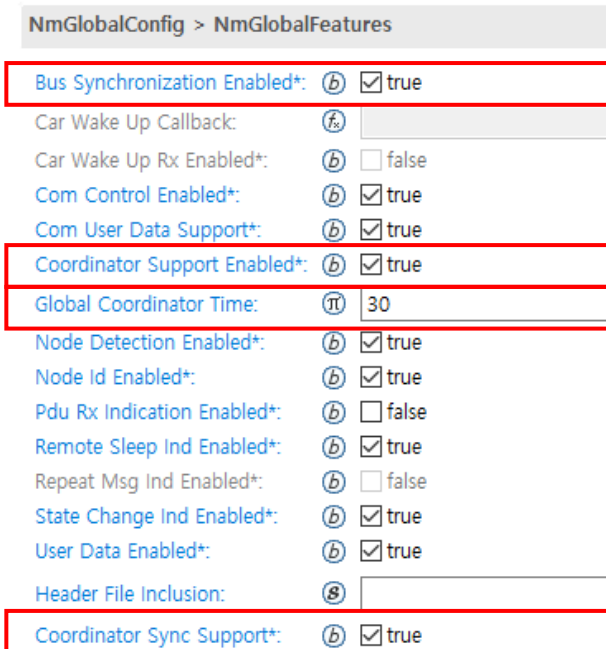 NmGlobalConfig > NmGlobalFeatures
Bus Synchronization Enabled*: b true
Car Wake Up Callback: fx
Car Wake Up Rx Enabled*: b false
Com Control Enabled*: b true
Com User Data Support*: b true
Coordinator Support Enabled*: b true
Global Coordinator Time: π 30
Node Detection Enabled*: b true
Node Id Enabled*: b true
Pdu Rx Indication Enabled*: b false
Remote Sleep Ind Enabled*: b true
Repeat Msg Ind Enabled*: b false
State Change Ind Enabled*: b true
User Data Enabled*: b true
Header File Inclusion: s
Coordinator Sync Support*: b true